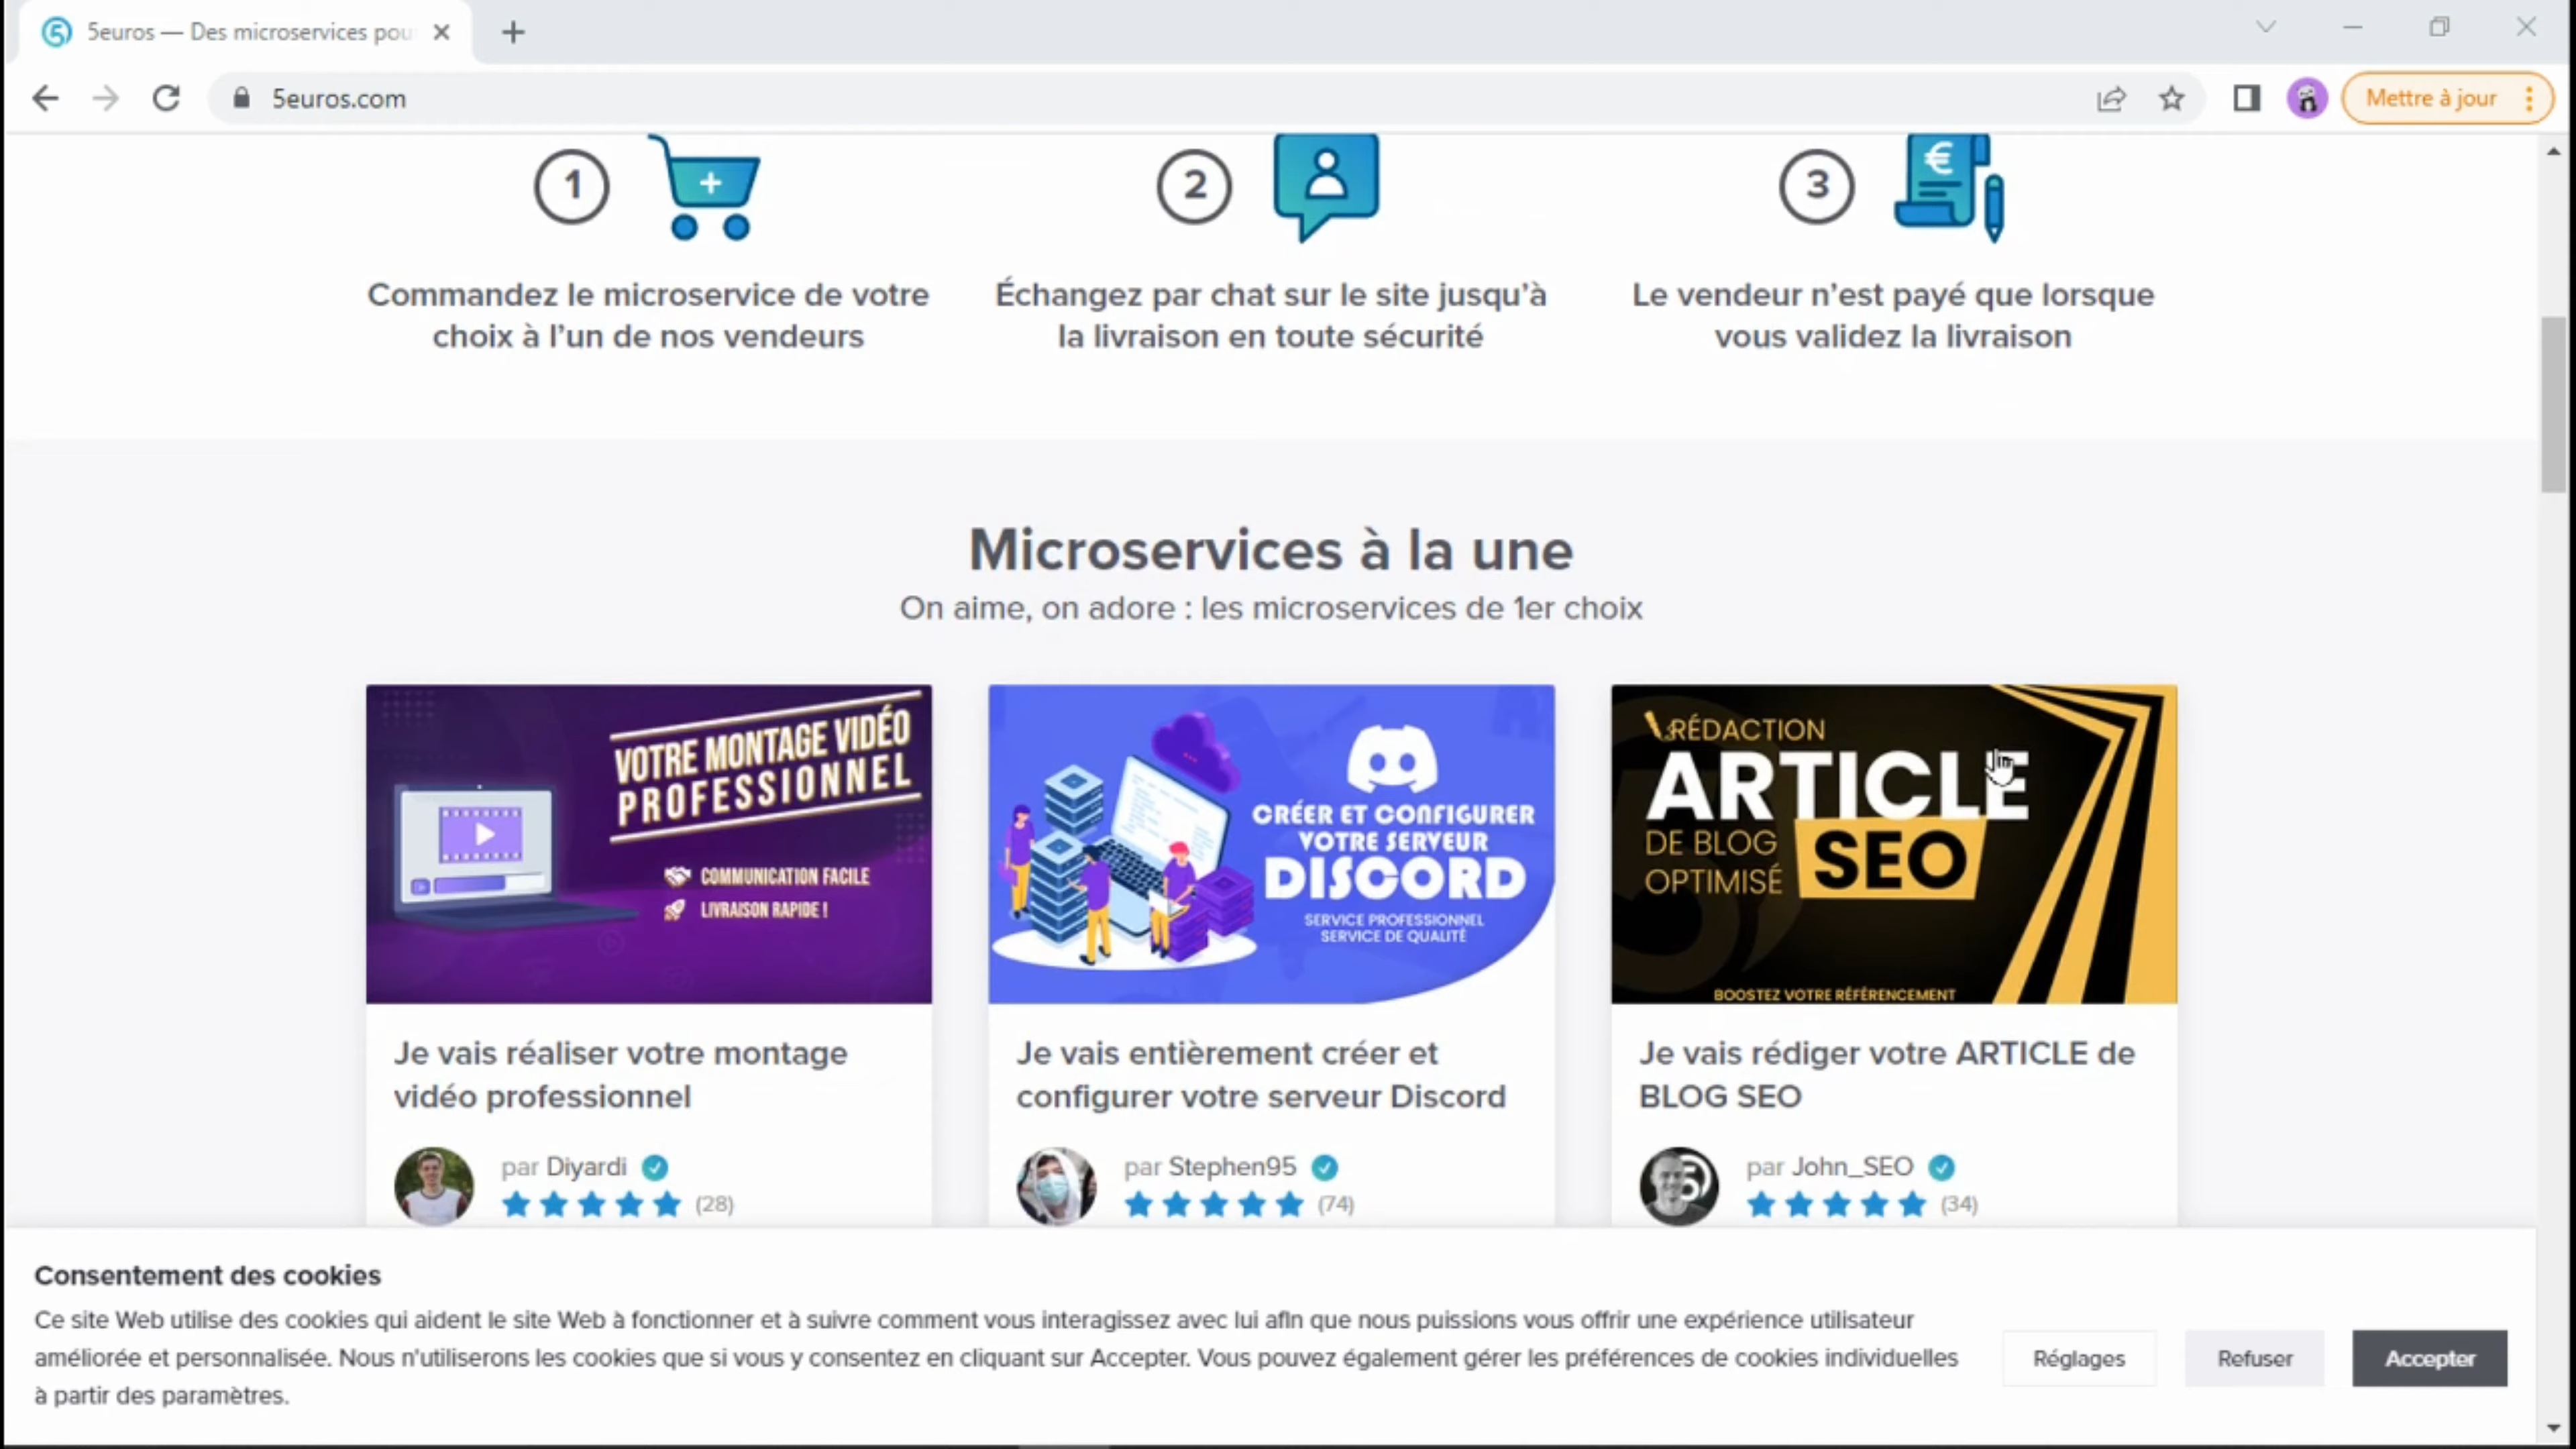 5euros — Des microservices pou
5euros.com
Mettre à jour
1
2
3
€
Commandez le microservice de votre
choix à l'un de nos vendeurs
Échangez par chat sur le site jusqu'à
la livraison en toute sécurité
Le vendeur n'est payé que lorsque
vous validez la livraison
Microservices à la une
On aime, on adore : les microservices de 1er choix
VOTRE MONTAGE VIDÉO
PROFESSIONNEL
COMMUNICATION FACILE
LIVRAISON RAPIDE !
CRÉER ET CONFIGURER
VOTRE SERVEUR
DISCORD
SERVICE PROFESSIONNEL
SERVICE DE QUALITÉ
RÉDACTION
ARTICLE
DE BLOG
OPTIMISÉ
SEO
BOOSTEZ VOTRE RÉFÉRENCEMENT
Je vais réaliser votre montage
vidéo professionnel
par Diyardi
(28)
Je vais entièrement créer et
configurer votre serveur Discord
par Stephen95
(74)
Je vais rédiger votre ARTICLE de
BLOG SEO
par John_SEO
(34)
Consentement des cookies
Ce site Web utilise des cookies qui aident le site Web à fonctionner et à suivre comment vous interagissez avec lui afin que nous puissions vous offrir une expérience utilisateur
améliorée et personnalisée. Nous n'utiliserons les cookies que si vous y consentez en cliquant sur Accepter. Vous pouvez également gérer les préférences de cookies individuelles
à partir des paramètres.
Réglages
Refuser
Accepter